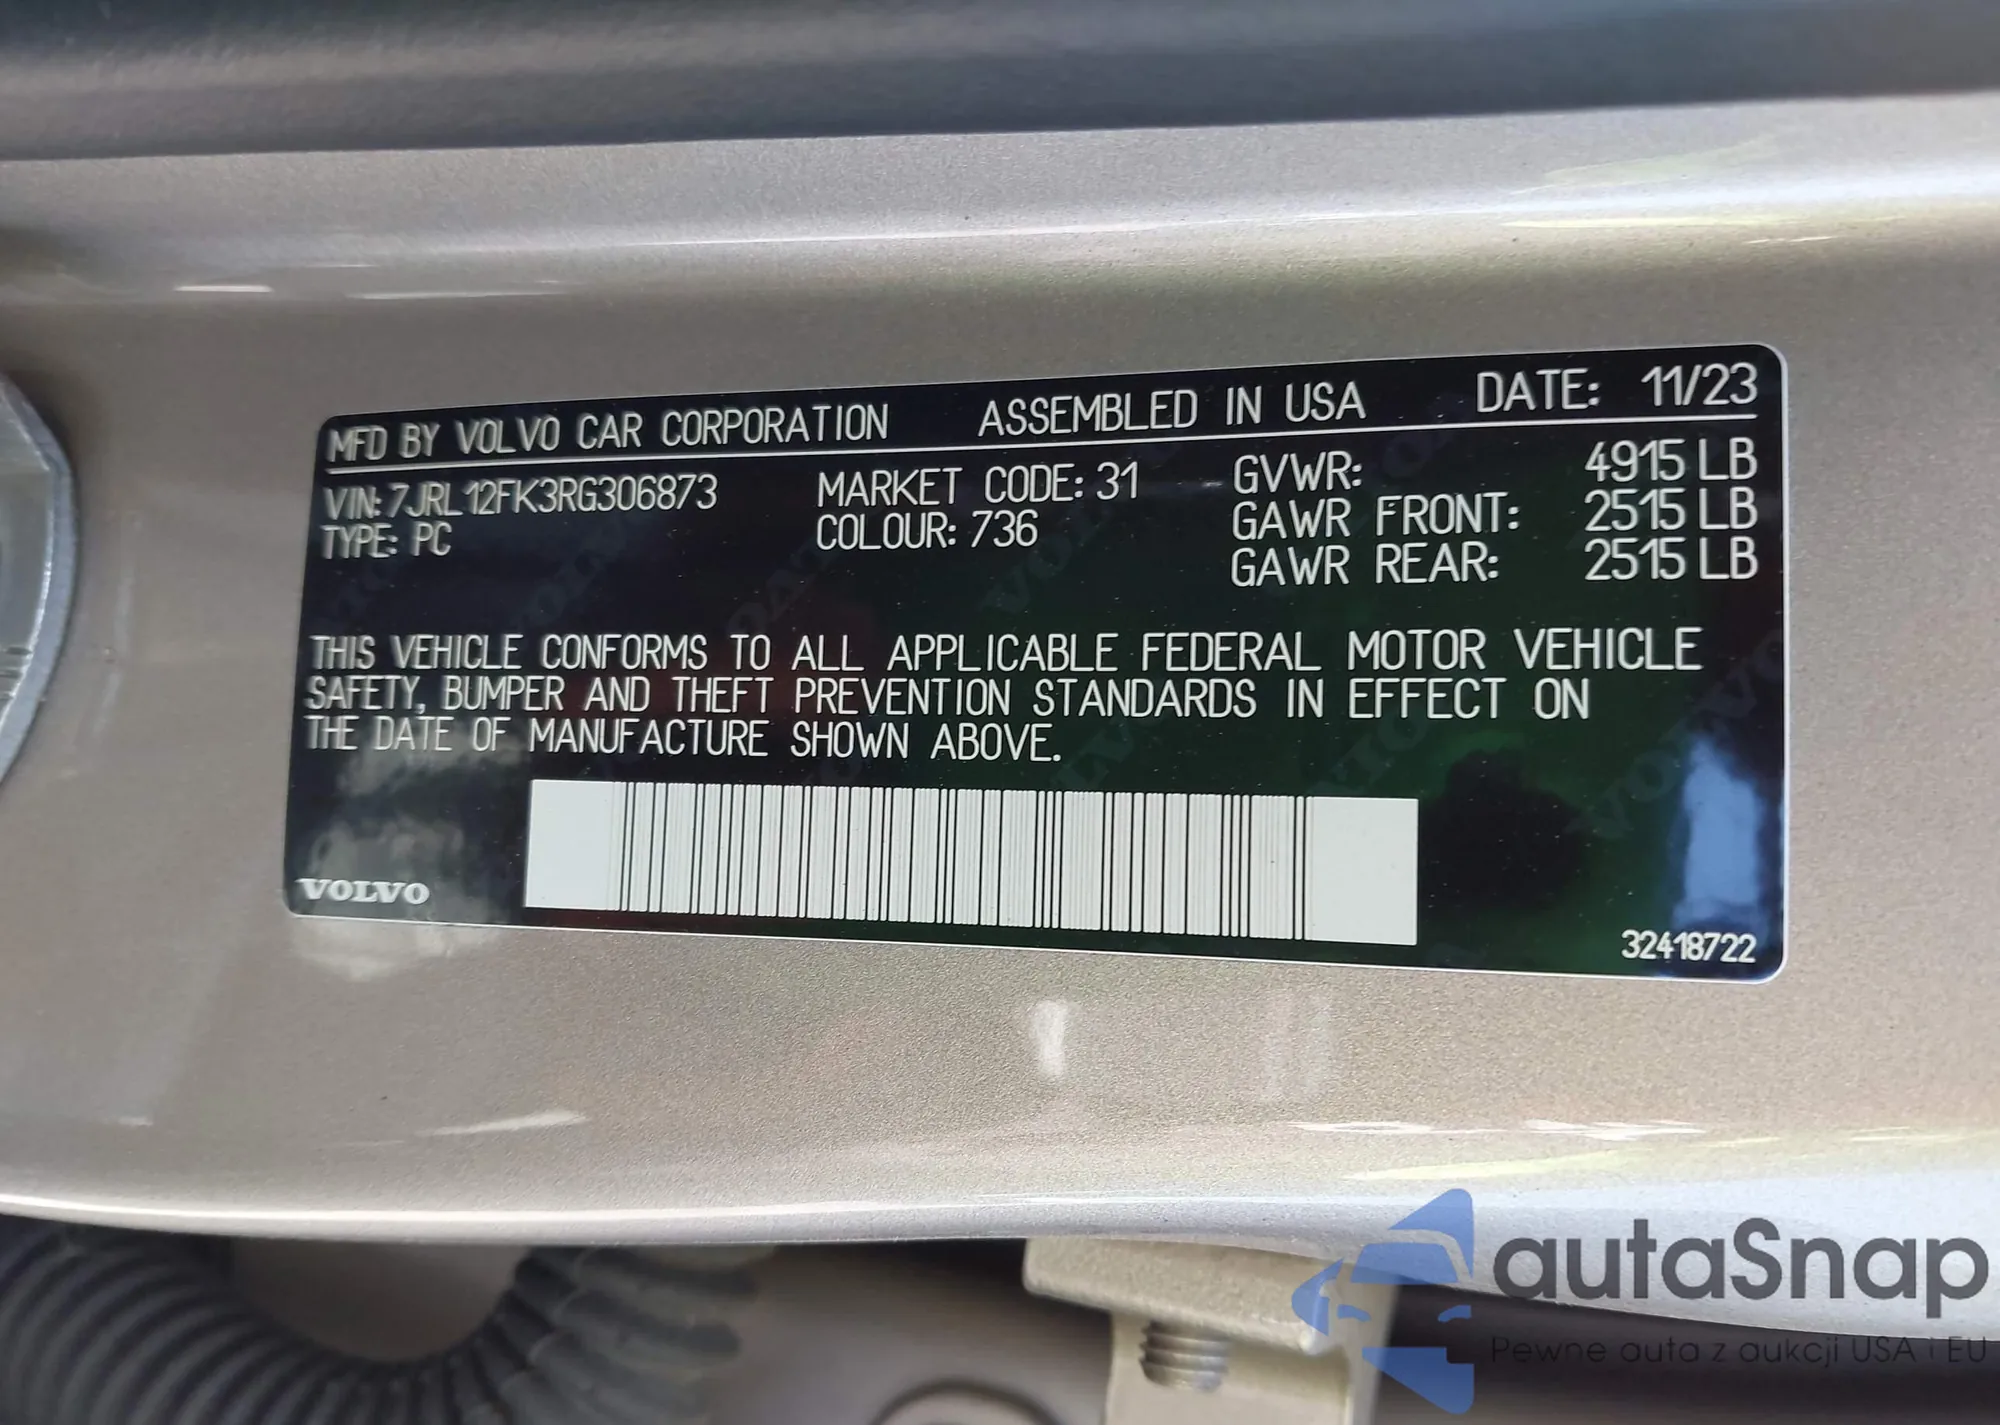 MFD BY VOLVO CAR CORPORATION ASSEMBLED IN USA DATE: 11/23
VIN: 7JRL12FK3RG306873 MARKET CODE: 31 GVWR: 4915 LB
TYPE: PC COLOUR: 736 GAWR FRONT: 2515 LB
GAWR REAR: 2515 LB
THIS VEHICLE CONFORMS TO ALL APPLICABLE FEDERAL MOTOR VEHICLE
SAFETY, BUMPER AND THEFT PREVENTION STANDARDS IN EFFECT ON
THE DATE OF MANUFACTURE SHOWN ABOVE.
VOLVO
32418722
autaSnap
Pewne auta z aukcji USA i EU